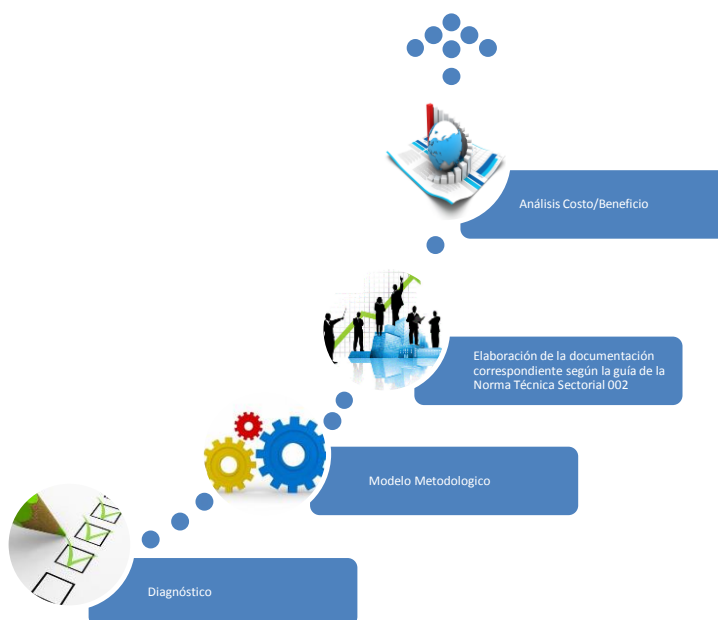 Análisis Costo/Beneficio
Elaboración de la documentación
correspondiente según la guía de la
Norma Técnica Sectorial 002
Modelo Metodologico
Diagnóstico